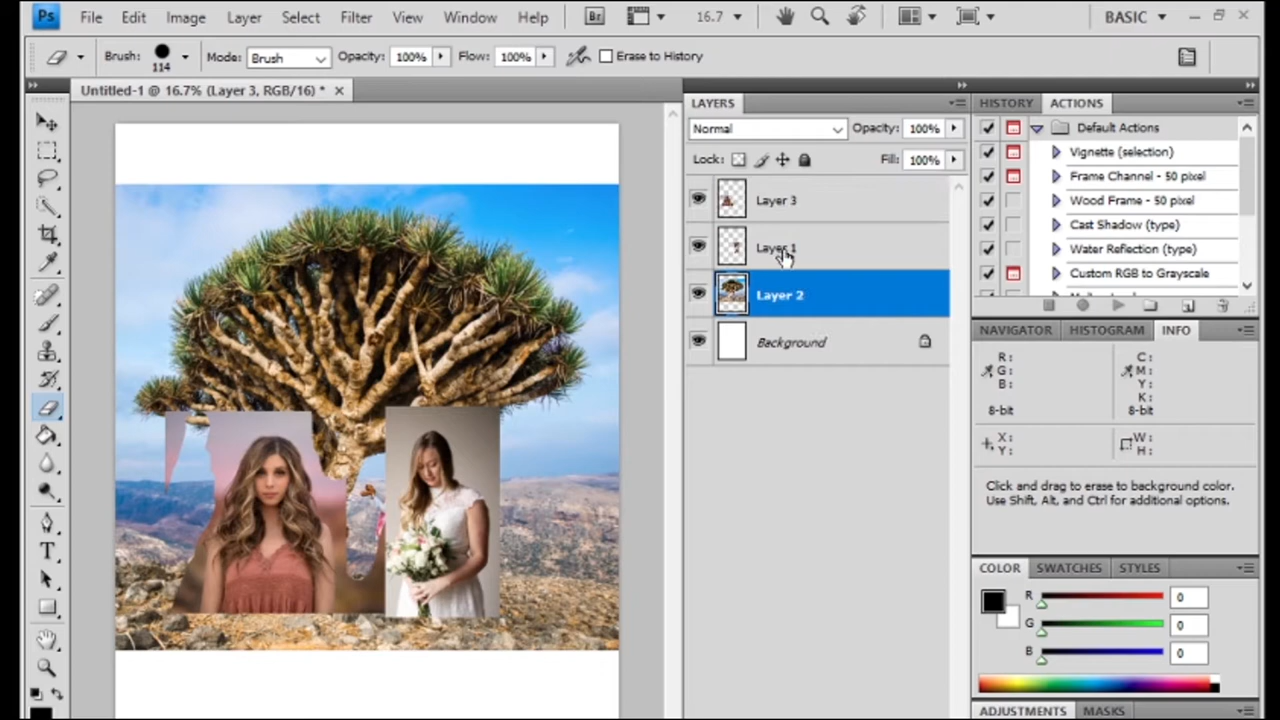 Ps File Edit Image Layer Select Filter View Window Help Br 16.7 BASIC
Brush: 114 Mode: Brush Opacity: 100% Flow: 100% Erase to History
Untitled-1 @ 16.7% (Layer 3, RGB/16) *
LAYERS
Normal Opacity: 100%
Lock: Fill: 100%
Layer 3
Layer 1
Layer 2
Background
HISTORY ACTIONS
Default Actions
Vignette (selection)
Frame Channel - 50 pixel
Wood Frame - 50 pixel
Cast Shadow (type)
Water Reflection (type)
Custom RGB to Grayscale
NAVIGATOR HISTOGRAM INFO
R: C:
G: M:
B: Y:
K:
8-bit 8-bit
X: W:
Y: H:
Click and drag to erase to background color.
Use Shift, Alt, and Ctrl for additional options.
COLOR SWATCHES STYLES
R 0
G 0
B 0
ADJUSTMENTS MASKS